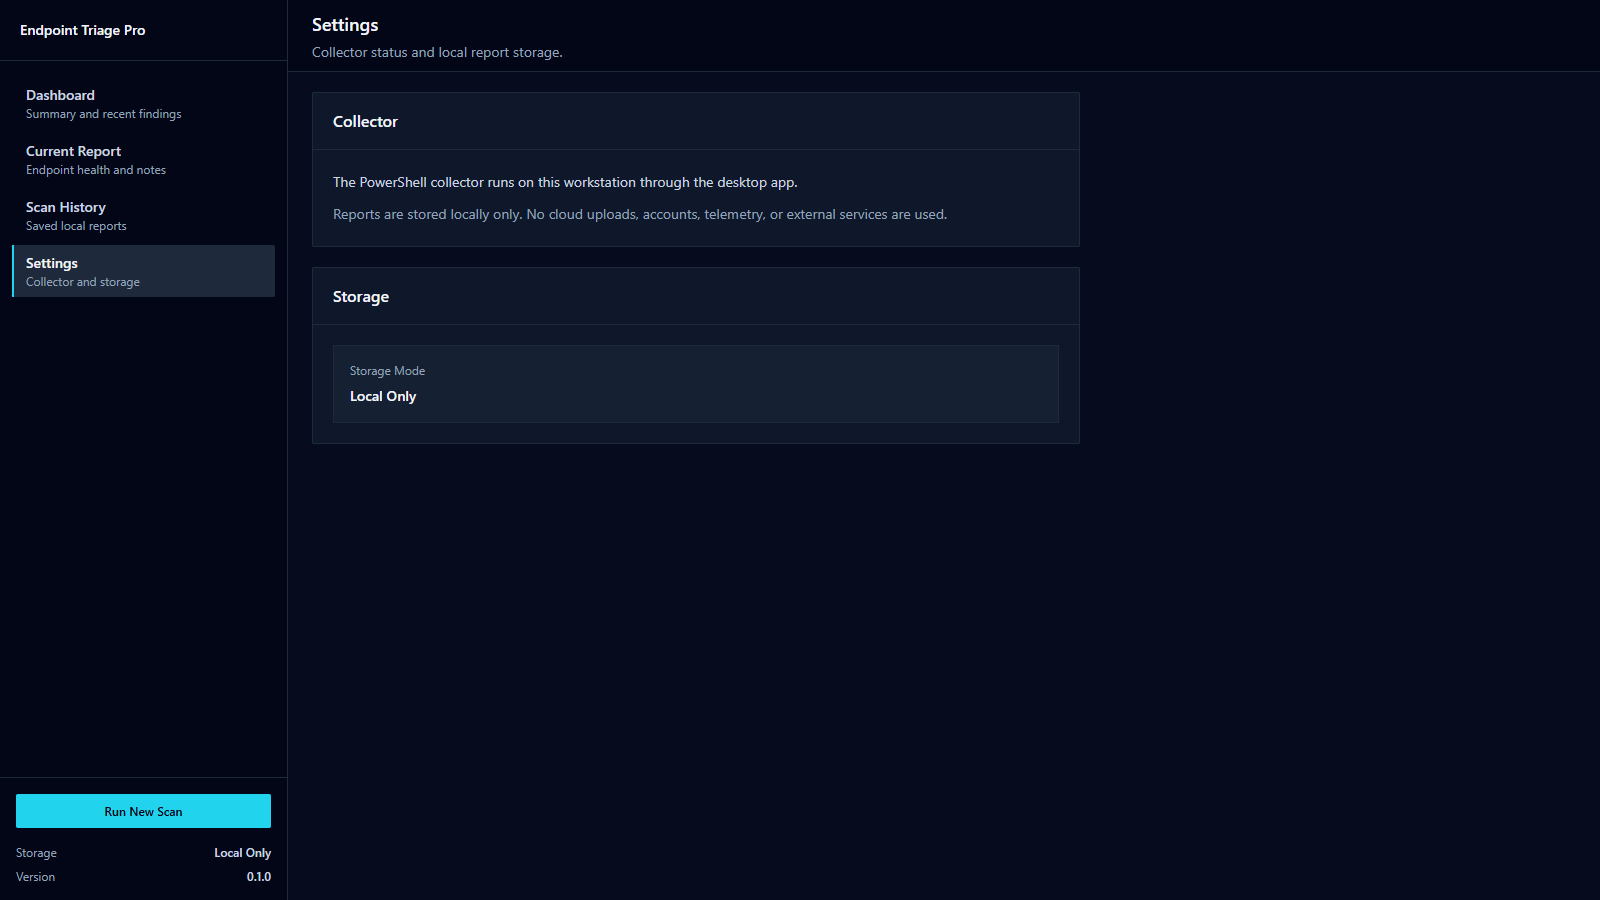 Endpoint Triage Pro
Dashboard
Summary and recent findings
Current Report
Endpoint health and notes
Scan History
Saved local reports
Settings
Collector and storage
Run New Scan
Storage Local Only
Version 0.1.0
Settings
Collector status and local report storage.
Collector
The PowerShell collector runs on this workstation through the desktop app.
Reports are stored locally only. No cloud uploads, accounts, telemetry, or external services are used.
Storage
Storage Mode
Local Only